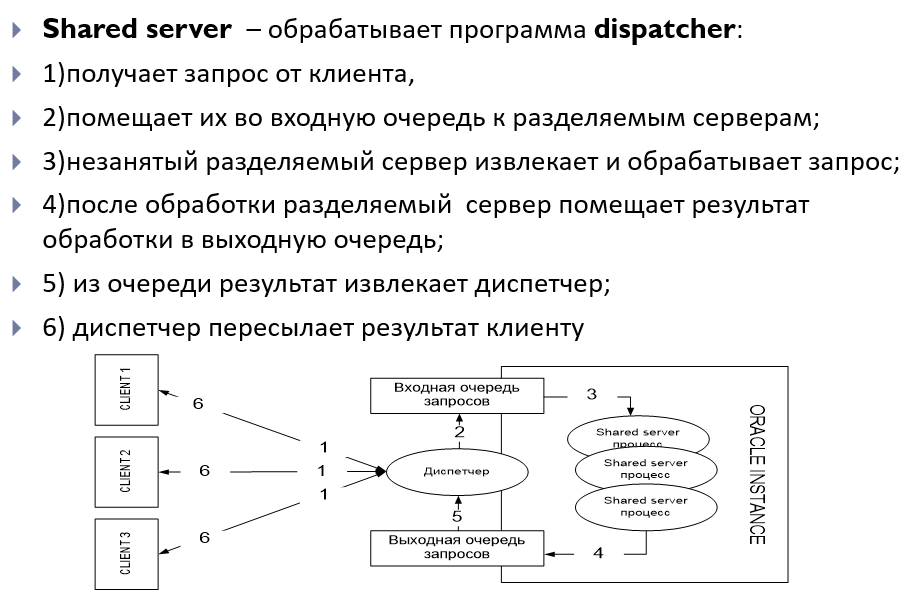 Shared server – обрабатывает программа dispatcher:
1)получает запрос от клиента,
2)помещает их во входную очередь к разделяемым серверам;
3)незанятый разделяемый сервер извлекает и обрабатывает запрос;
4)после обработки разделяемый сервер помещает результат
обработки в выходную очередь;
5) из очереди результат извлекает диспетчер;
6) диспетчер пересылает результат клиенту
CLIENT 1
CLIENT 2
CLIENT 3
6
6
6
1
1
1
Входная очередь
запросов
2
Диспетчер
5
Выходная очередь
запросов
3
Shared server
процесс
Shared server
процесс
Shared server
процесс
4
ORACLE INSTANCE